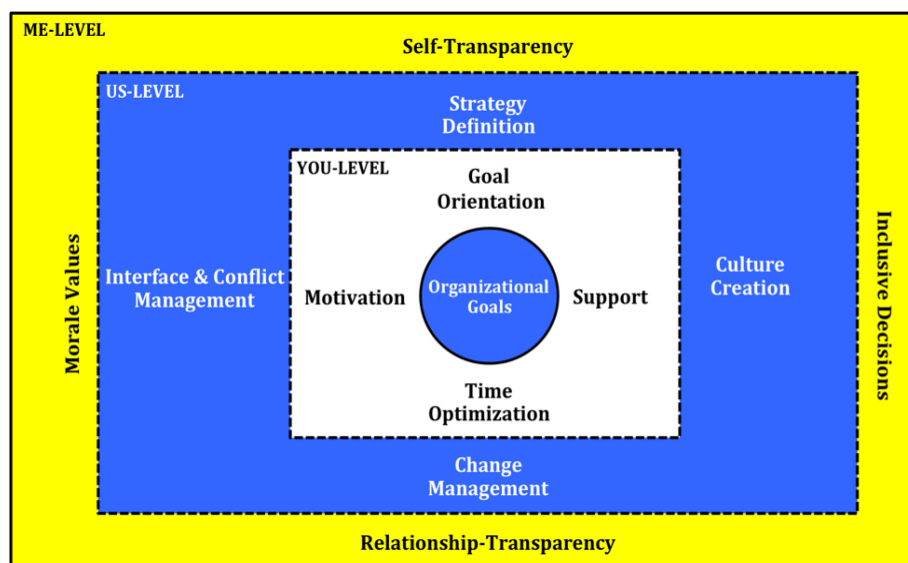 ME-LEVEL
Self-Transparency
US-LEVEL
Strategy
Definition
YOU-LEVEL
Goal
Orientation
Morale Values
Interface & Conflict
Management
Motivation
Organizational
Goals
Support
Culture
Creation
Inclusive Decisions
Time
Optimization
Change
Management
Relationship-Transparency